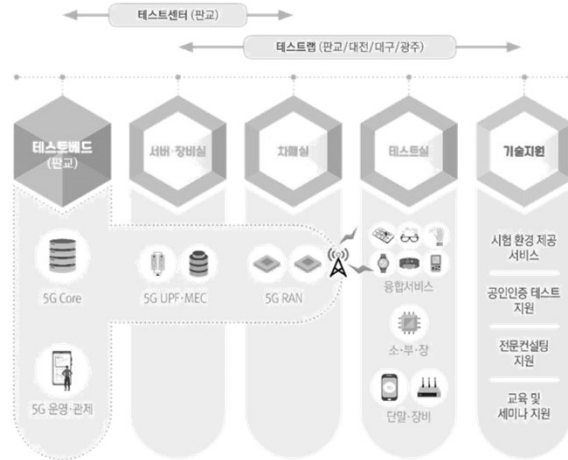 테스트센터 (판교)
테스트랩 (판교/대전/대구/광주)
테스토베드
(판교)
서버·장비실
차폐실
테스트실
기술지원
5G Core
5G UPF·MEC
5G RAN
융합서비스
시험 환경 제공
서비스
공인인증 테스트
지원
소·부·장
전문컨설팅
지원
5G 운영·관제
단말·장비
교육 및
세미나 지원